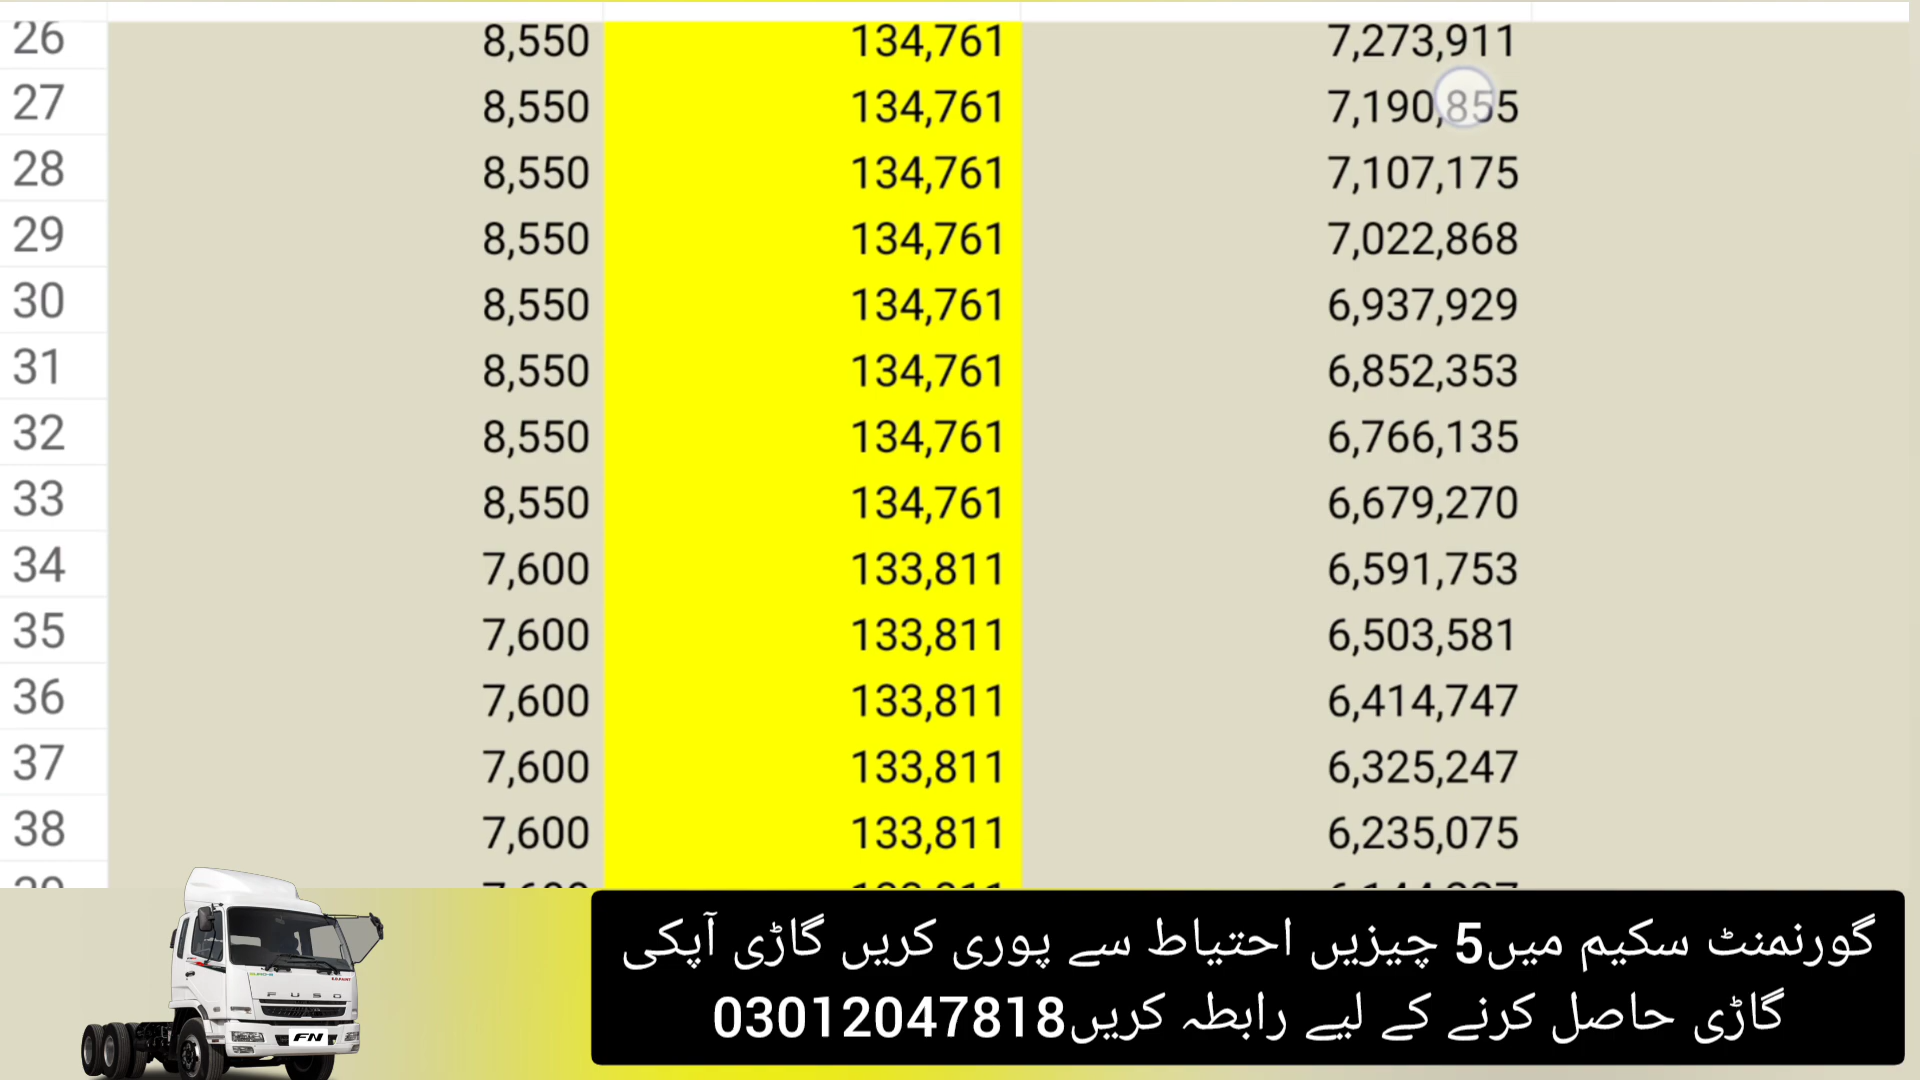 26 8,550 134,761 7,273,911
27 8,550 134,761 7,190,855
28 8,550 134,761 7,107,175
29 8,550 134,761 7,022,868
30 8,550 134,761 6,937,929
31 8,550 134,761 6,852,353
32 8,550 134,761 6,766,135
33 8,550 134,761 6,679,270
34 7,600 133,811 6,591,753
35 7,600 133,811 6,503,581
36 7,600 133,811 6,414,747
37 7,600 133,811 6,325,247
38 7,600 133,811 6,235,075
FUSO
FN
گورنمنٹ سکیم میں5 چیزیں احتیاط سے پوری کریں گاڑی آپکی
گاڑی حاصل کرنے کے لیے رابطہ کریں03012047818